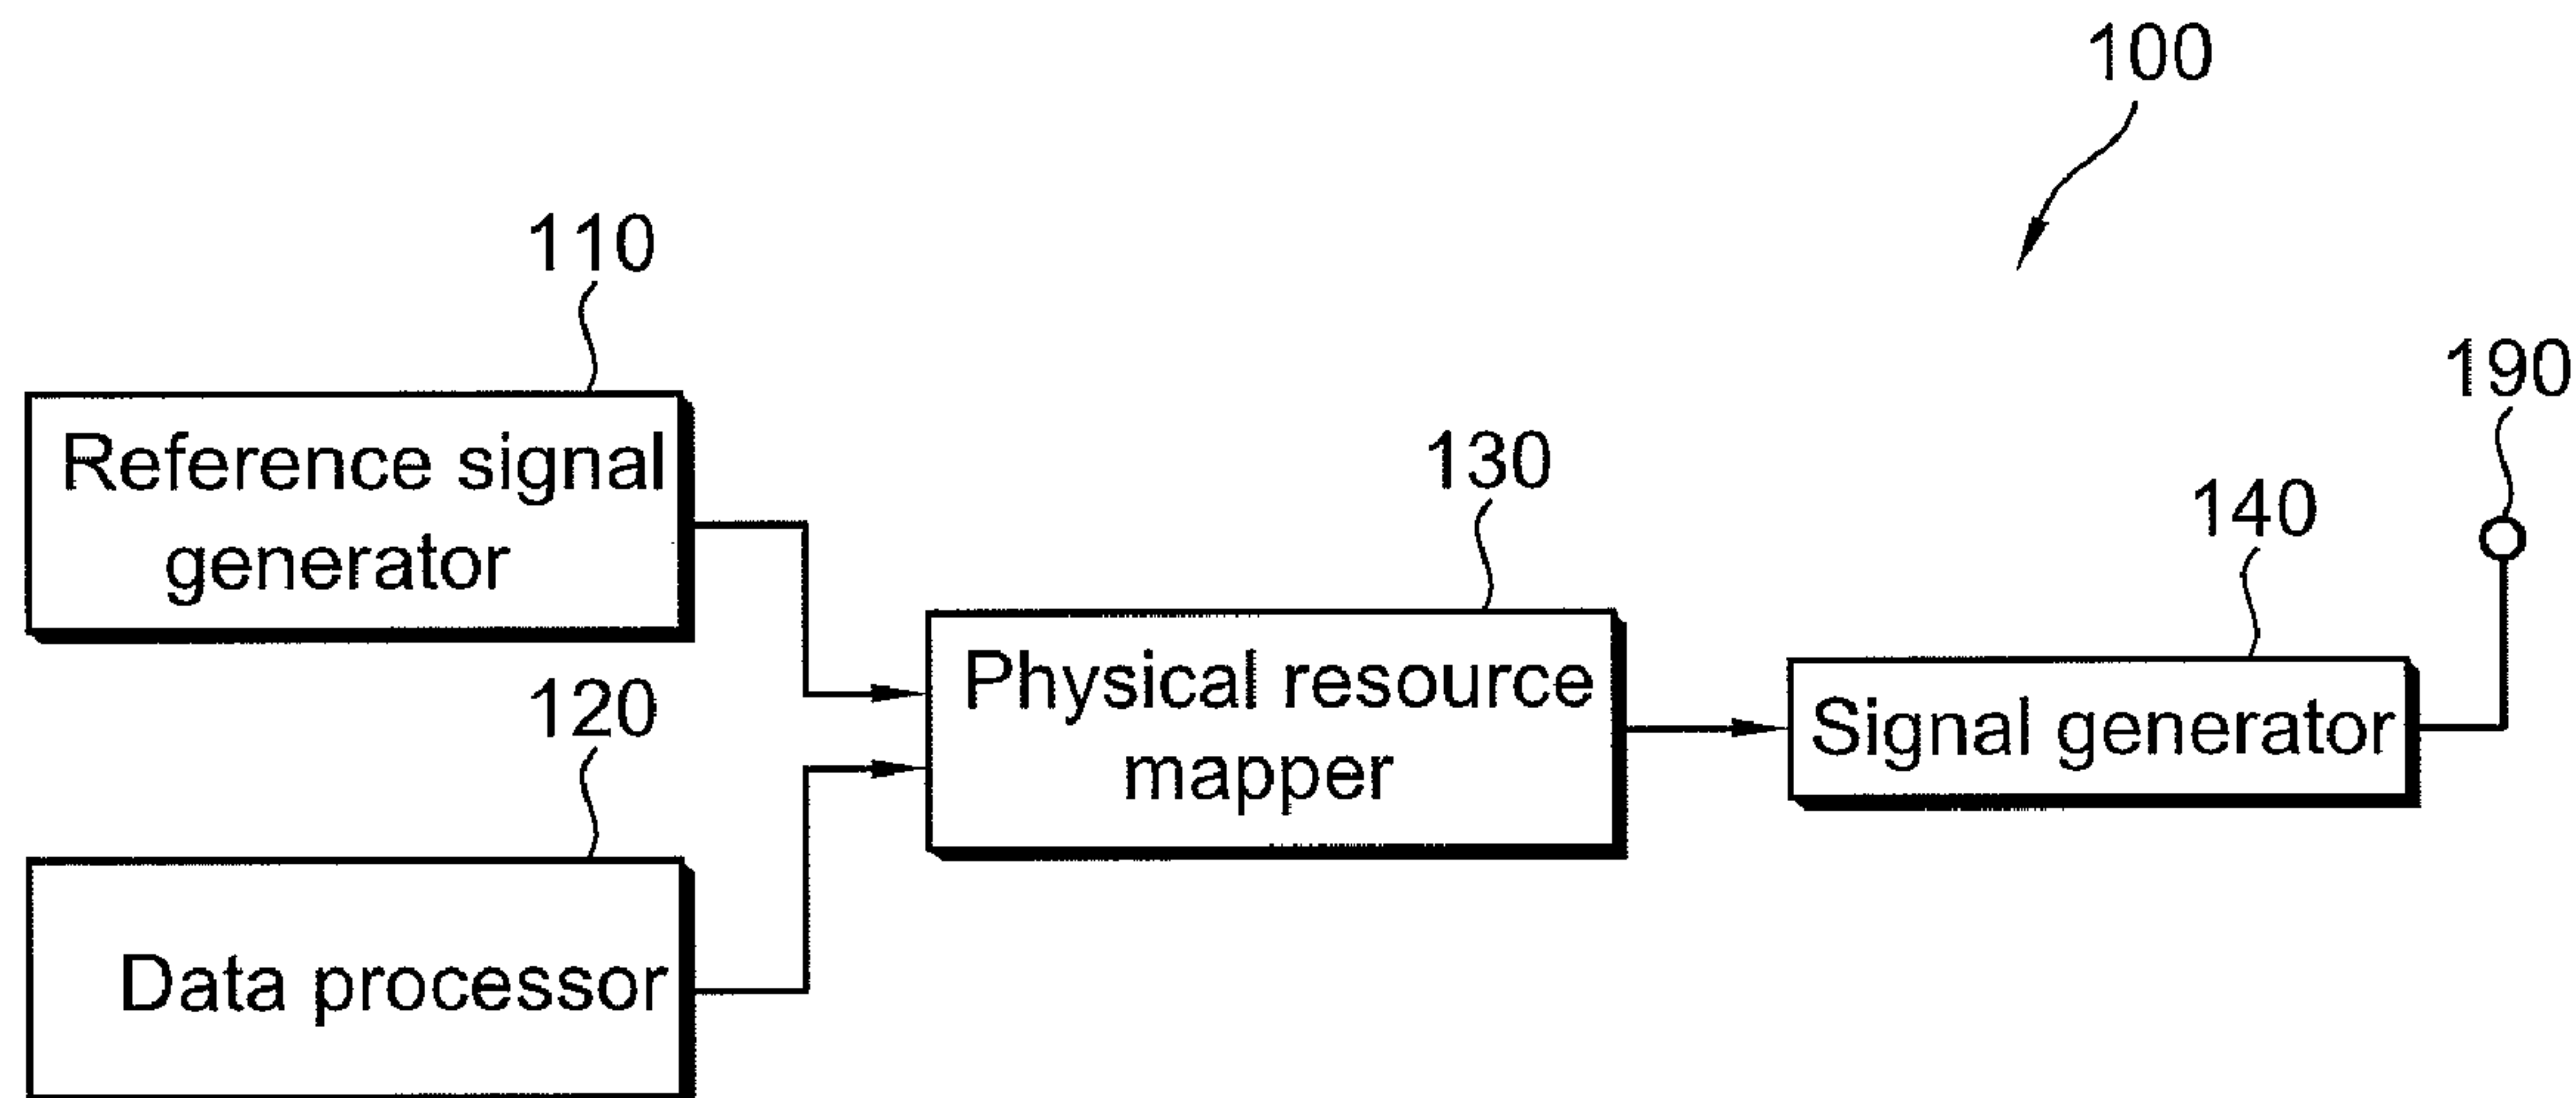 100
110
190
Reference signal
generator
130
140
120
Physical resource
mapper
Signal generator
Data processor